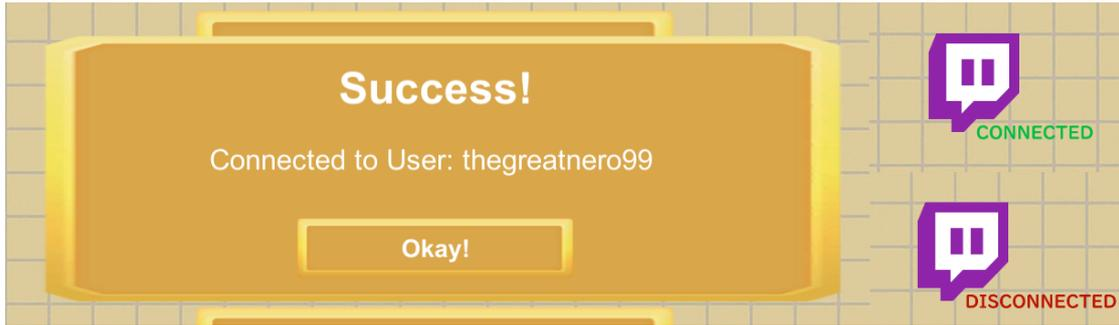 Success!
Connected to User: thegreatnero99
Okay!
CONNECTED
DISCONNECTED